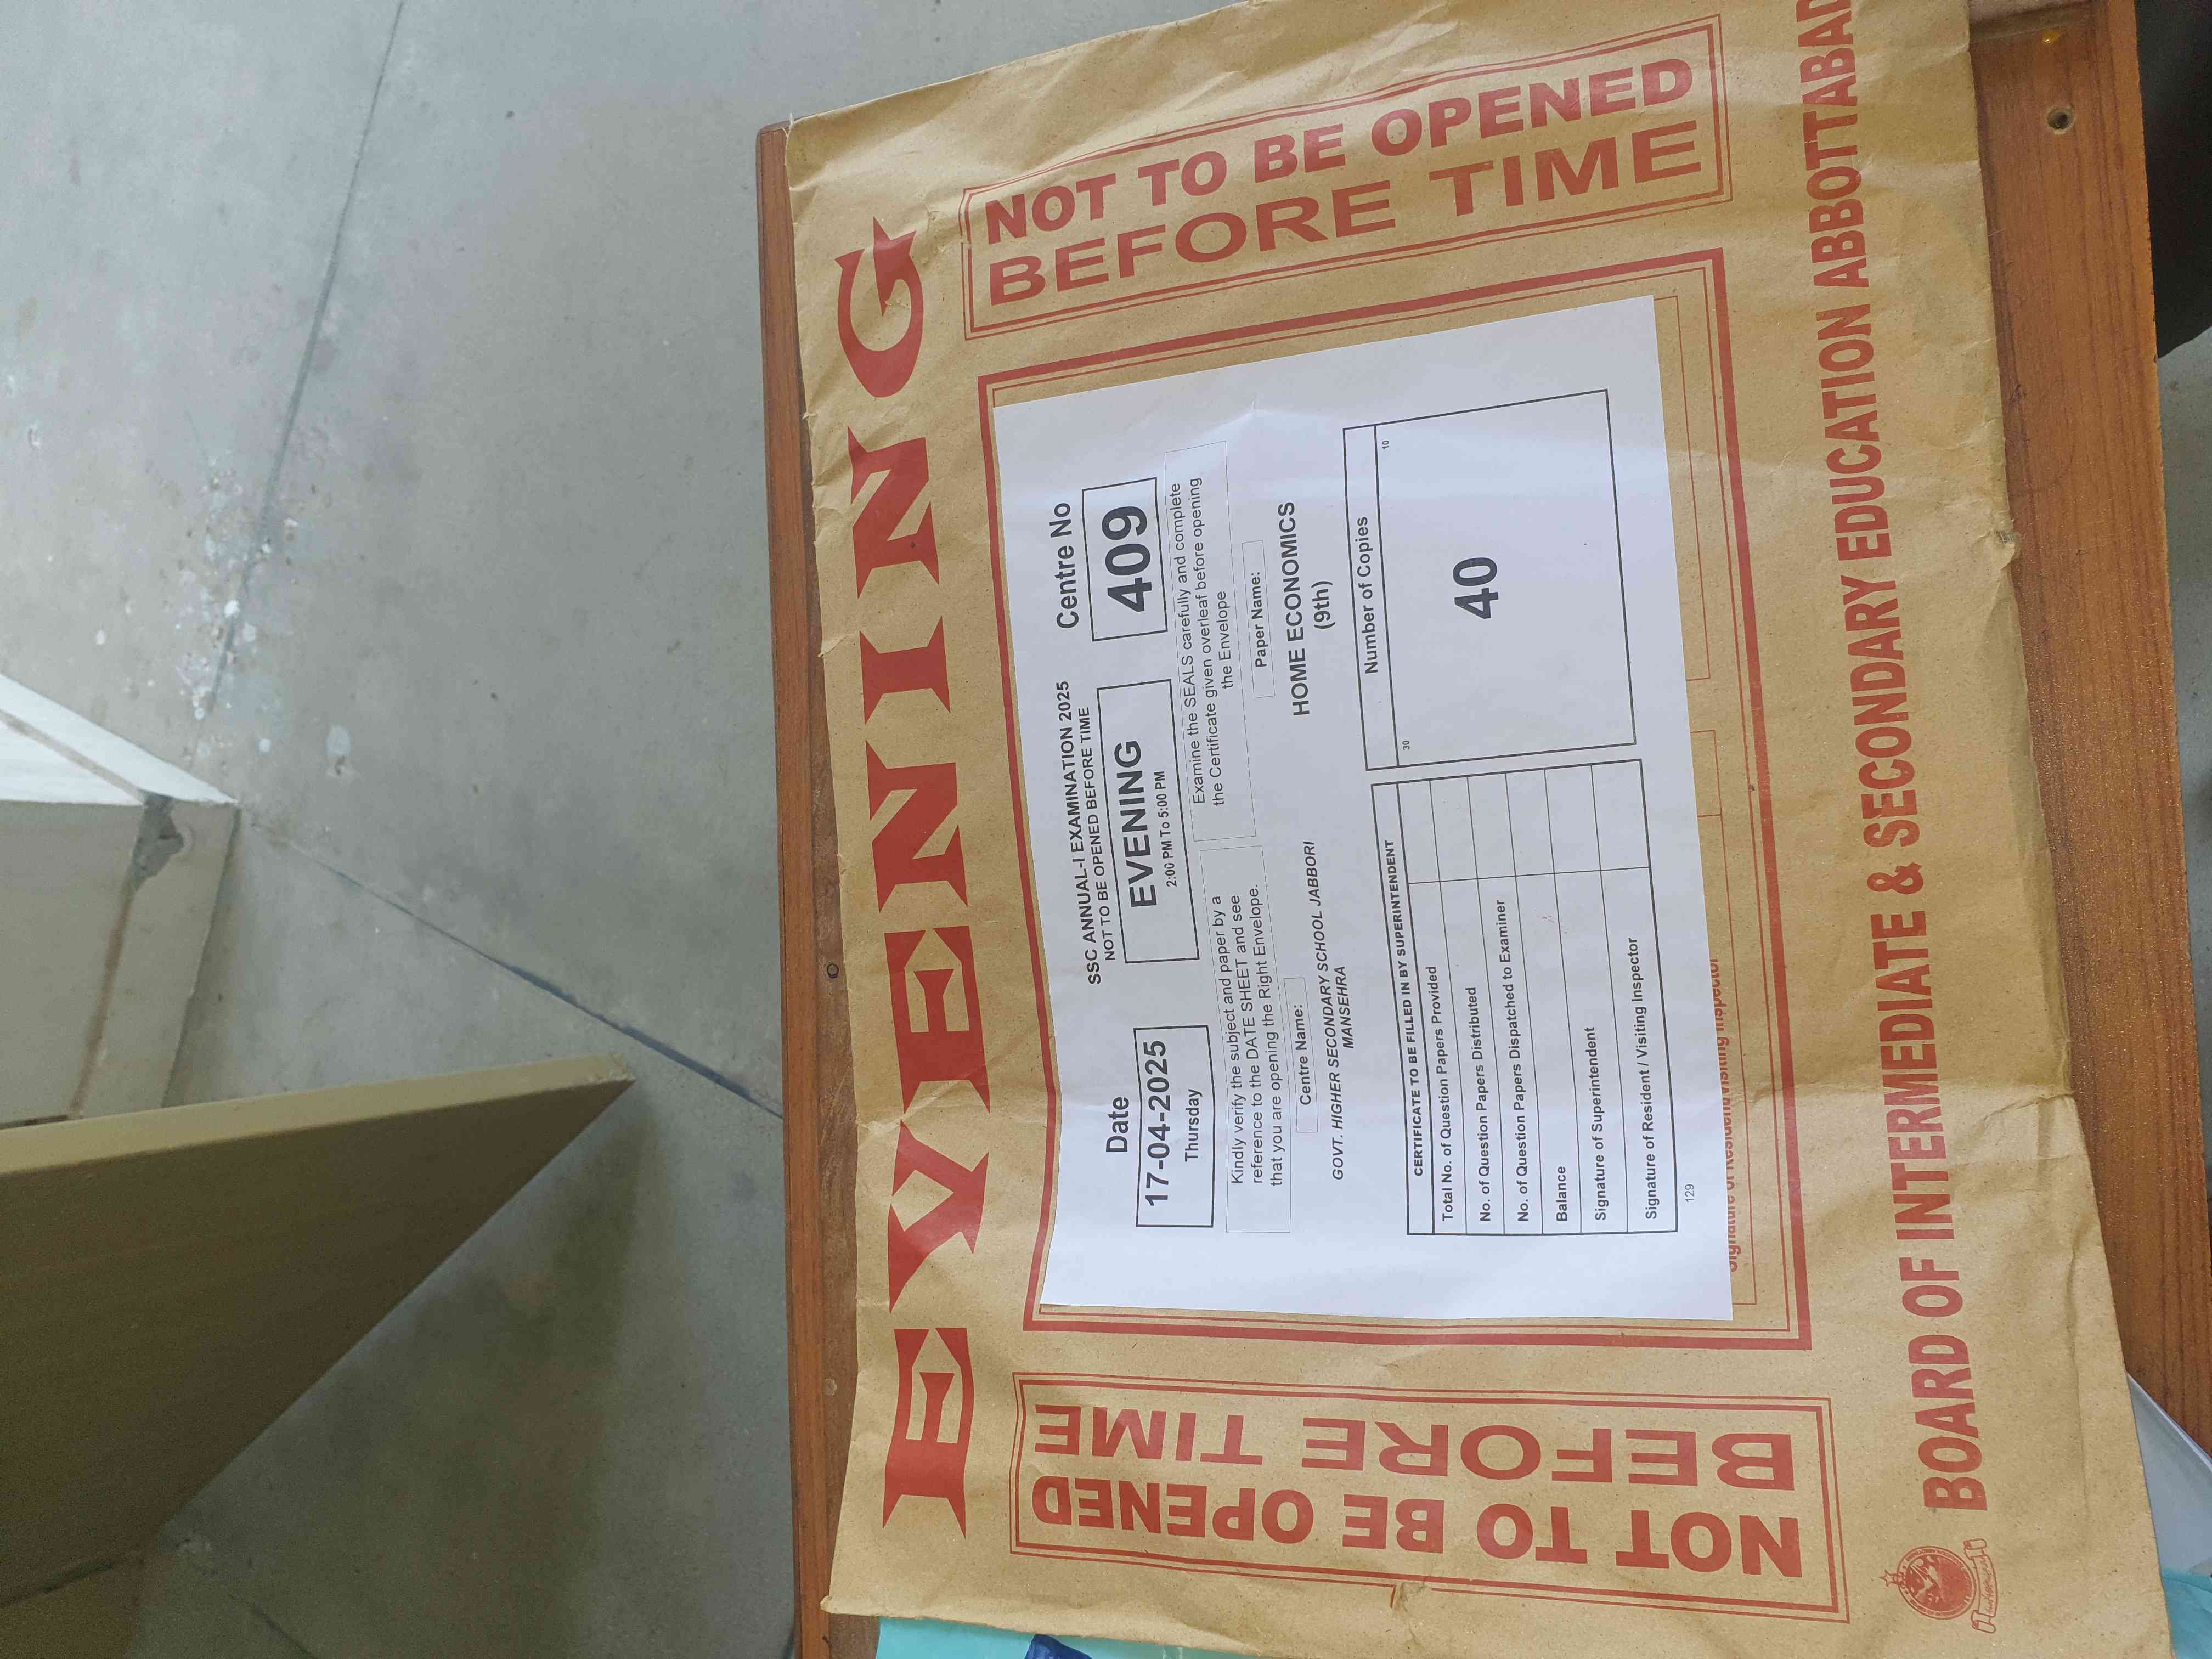 EVENING
NOT TO BE OPENED
BEFORE TIME
NOT TO BE OPENED
BEFORE TIME
SSC ANNUAL-I EXAMINATION 2025
NOT TO BE OPENED BEFORE TIME
Date
17-04-2025
Thursday
EVENING
2:00 PM To 5:00 PM
Centre No
409
Kindly verify the subject and paper by a
reference to the DATE SHEET and see
that you are opening the Right Envelope.
Examine the SEALS carefully and complete
the Certificate given overleaf before opening
the Envelope
Centre Name:
GOVT. HIGHER SECONDARY SCHOOL JABBORI
MANSEHRA
Paper Name:
HOME ECONOMICS
(9th)
CERTIFICATE TO BE FILLED IN BY SUPERINTENDENT
Total No. of Question Papers Provided
No. of Question Papers Distributed
No. of Question Papers Dispatched to Examiner
Balance
Signature of Superintendent
Signature of Resident / Visiting Inspector
Number of Copies
30
10
40
129
Signature of Resident/Visiting Inspector
BOARD OF INTERMEDIATE & SECONDARY EDUCATION ABBOTTABAD